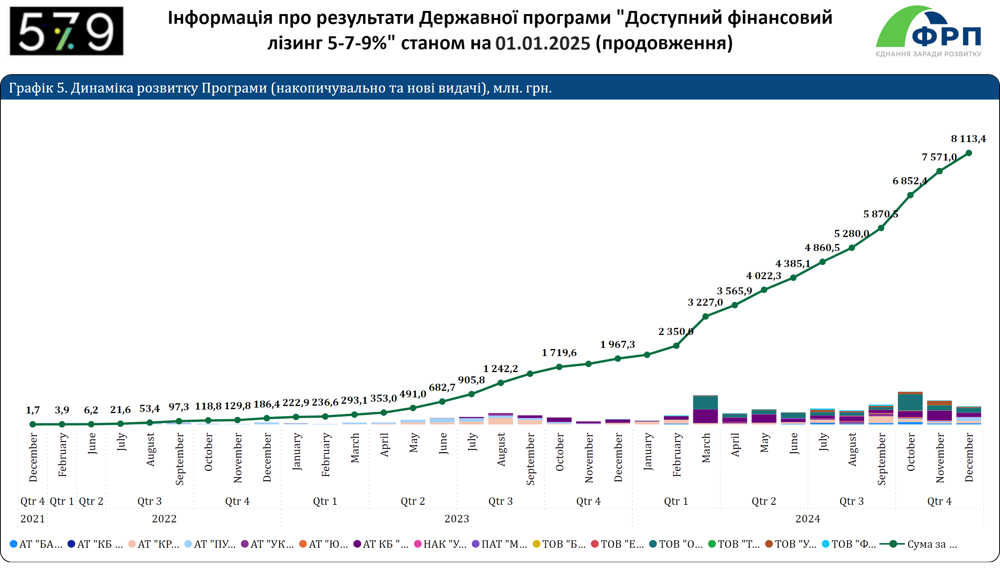 579
Інформація про результати Державної програми "Доступний фінансовий
лізинг 5-7-9%" станом на 01.01.2025 (продовження)
ФРП
ЄДНАННЯ ЗАРАДИ РОЗВИТКУ
Графік 5. Динаміка розвитку Програми (накопичувально та нові видачі), млн. грн.
8 113,4
7 571,0
6 852,4
5 870,5
5 280,0
4 860,5
4 385,1
4 022,3
3 565,9
3 227,0
2 350,0
1 967,3
1 719,6
1 242,2
905,8
682,7
491,0
1,7 3,9 6,2 21,6 53,4 97,3 118,8 129,8 186,4 222,9 236,6 293,1 353,0
December February June July August September October November December January February March April May June July August September October November December January February March April May June July August September October November December
Qtr 4 Qtr 1 Qtr 2 Qtr 3 Qtr 4 Qtr 1 Qtr 2 Qtr 3 Qtr 4 Qtr 1 Qtr 2 Qtr 3 Qtr 4
2021 2022 2023 2024
АТ "БА... АТ "КБ ... АТ "КР... АТ "ПУ... АТ "УК... АТ "Ю... АТ КБ "... НАК "У... ПАТ "М... ТОВ "Б... ТОВ "Е... ТОВ "О... ТОВ "Т... ТОВ "У... ТОВ "Ф... Сума за ...